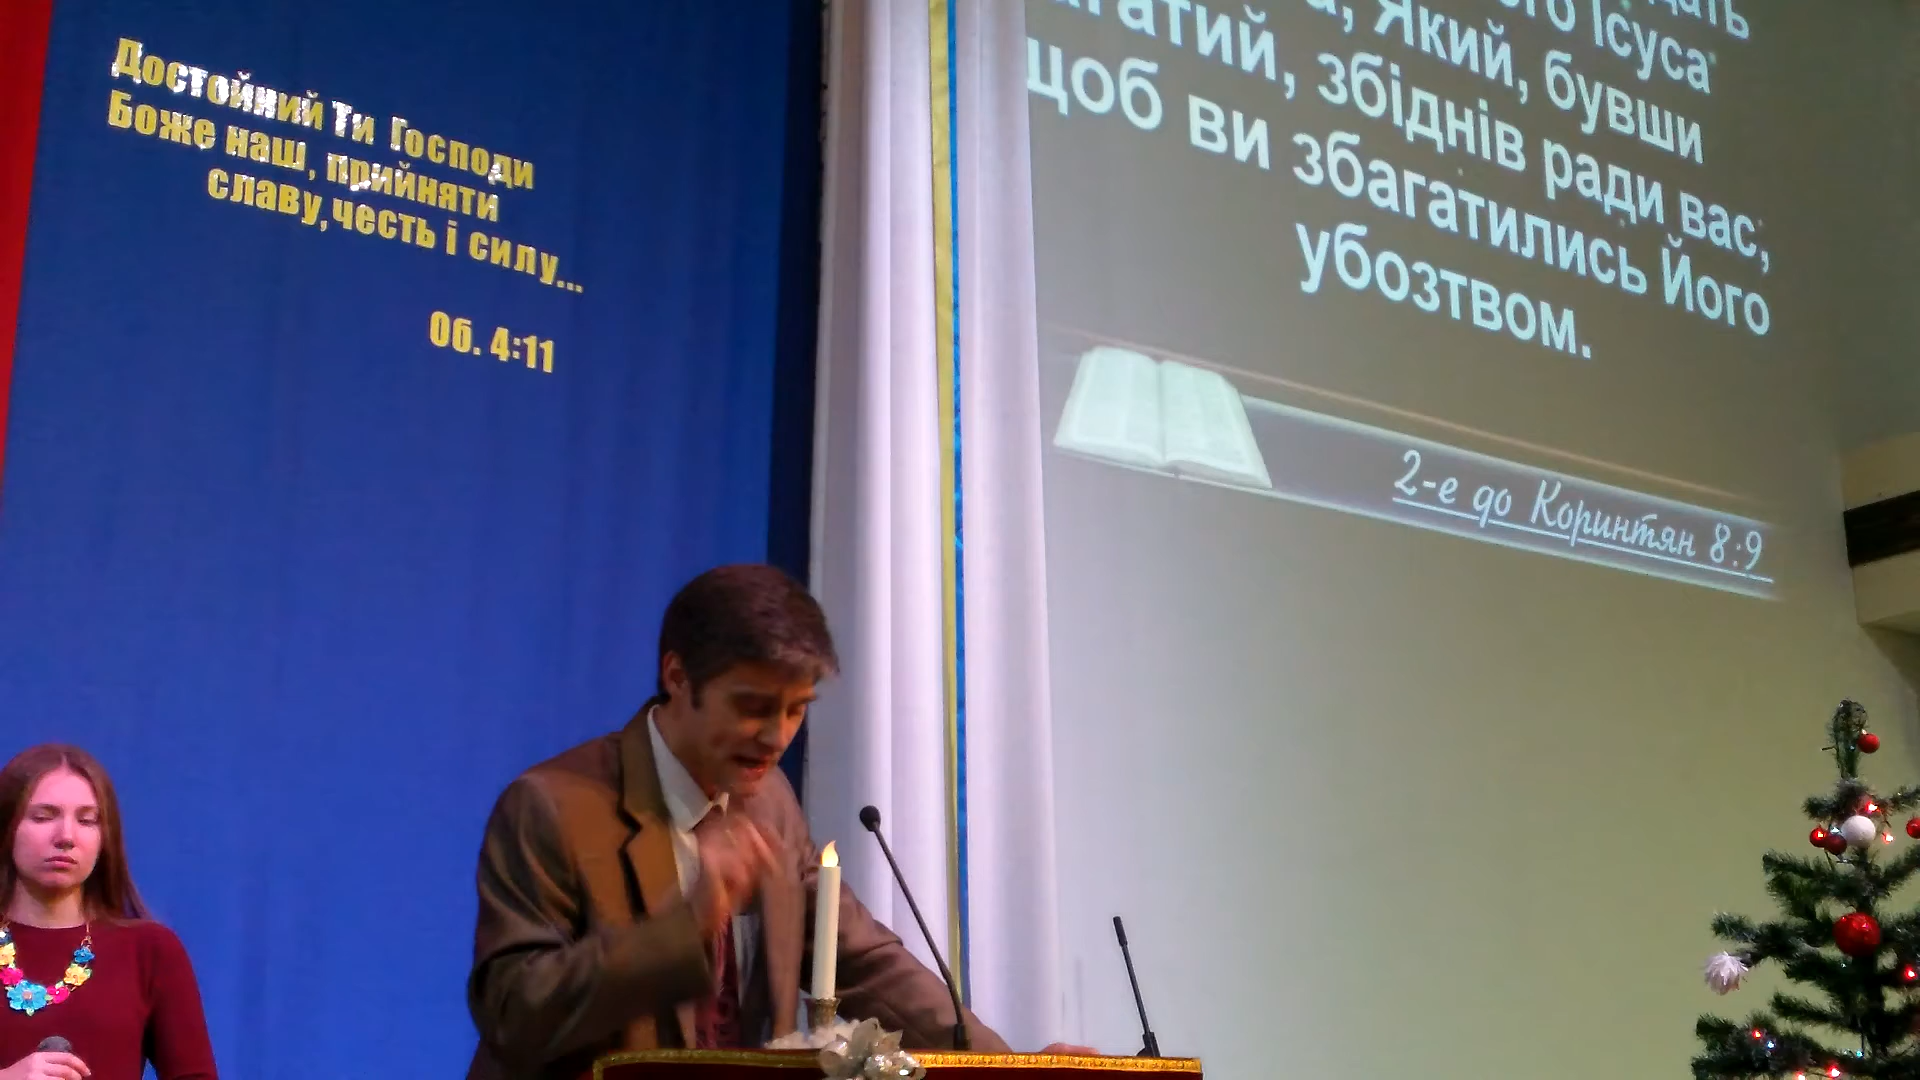 Достойний Ти Господи
Боже наш, прийняти
славу, честь і силу...
Об. 4:11
Ісуса
Який, бувши
збіднів ради вас,
щоб ви збагатились Його
убозтвом.
2-е до Коринтян 8:9